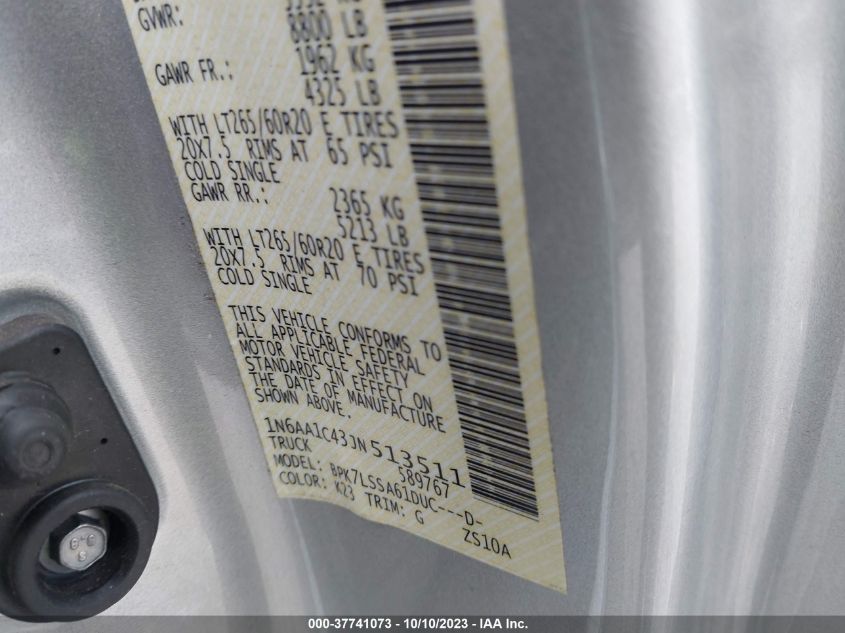 GVWR:
8800 LB
GAWR FR.: 1962 KG
4325 LB
WITH LT265/60R20 E TIRES
20X7.5 RIMS AT 65 PSI
COLD SINGLE
GAWR RR.: 2365 KG
5213 LB
WITH LT265/60R20 E TIRES
20X7.5 RIMS AT 70 PSI
COLD SINGLE
THIS VEHICLE CONFORMS TO
ALL APPLICABLE FEDERAL
MOTOR VEHICLE SAFETY
STANDARDS IN EFFECT ON
THE DATE OF MANUFACTURE
SHOWN ABOVE.
1N6AA1C43JN513511
TRUCK 589767
MODEL: BPK7LSSA61DUC---D-
COLOR: K23 TRIM: G ZS10A
000-37741073 - 10/10/2023 - IAA Inc.